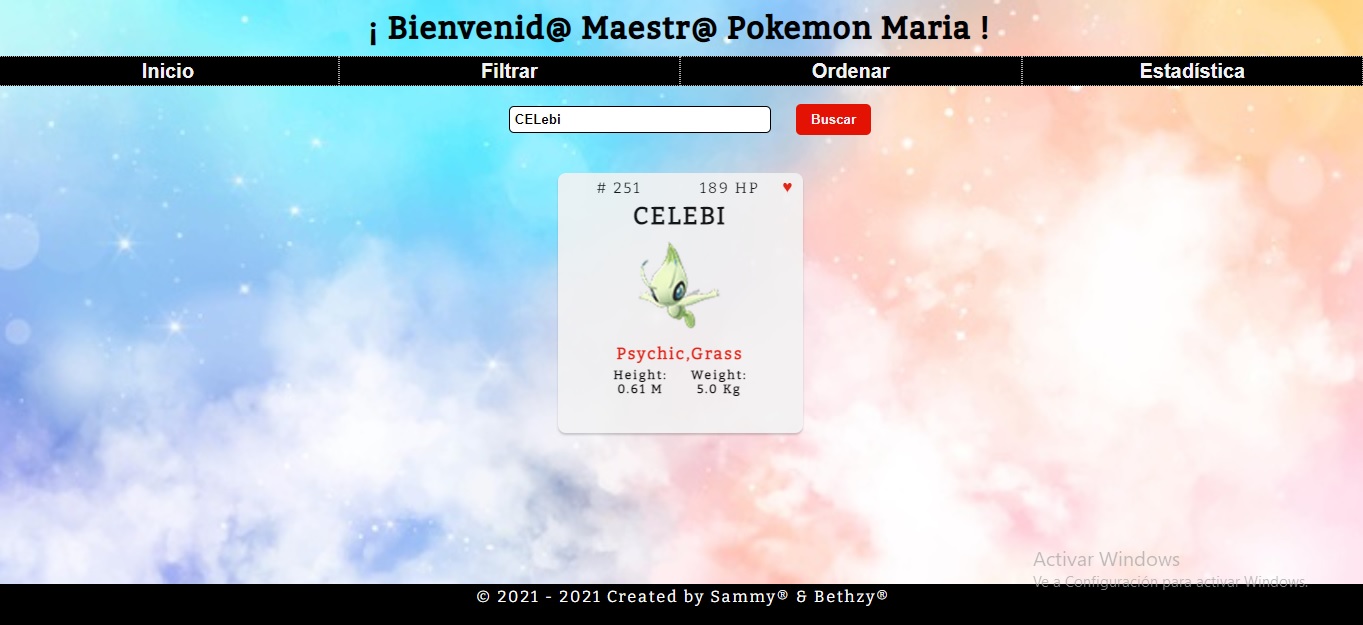 ¡ Bienvenid@ Maestr@ Pokemon Maria !
Inicio Filtrar Ordenar Estadística
CELebi Buscar
# 251 189 HP ♥
CELEBI
Psychic,Grass
Height: Weight:
0.61 M 5.0 Kg
Activar Windows
Ve a Configuración para activar Windows.
© 2021 - 2021 Created by Sammy® & Bethzy®